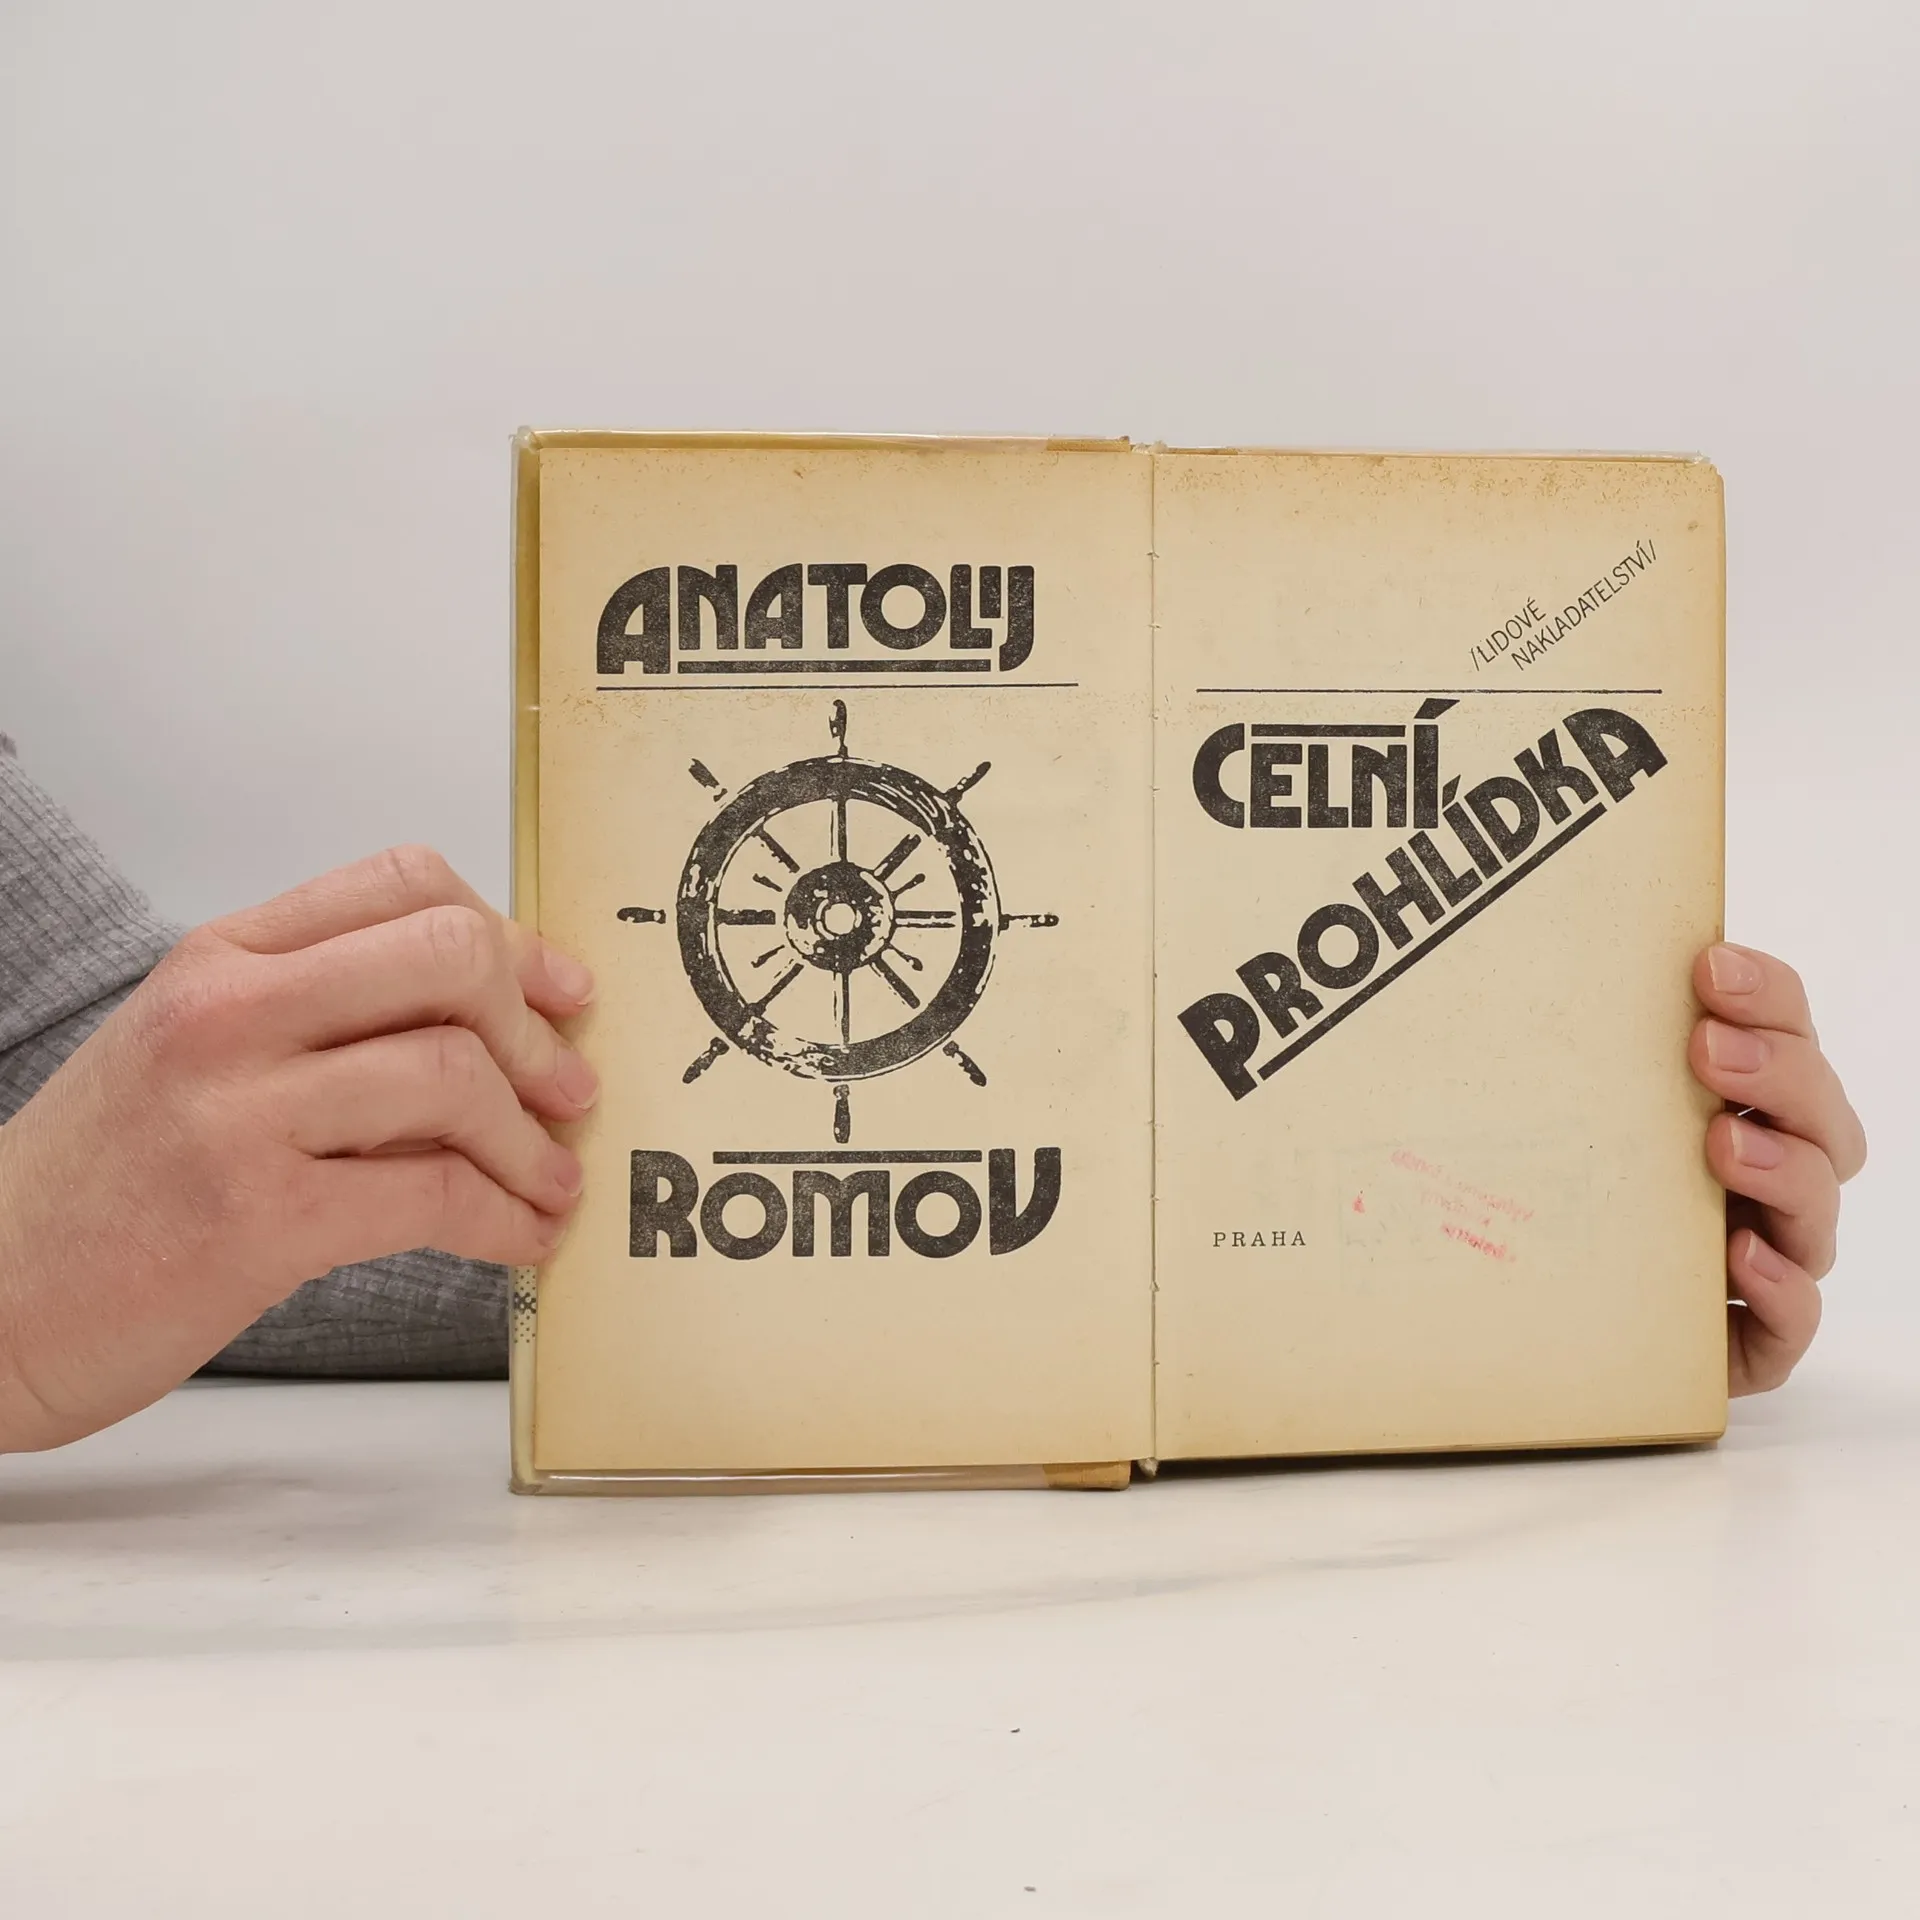 ANATOLIJ
ROMOV
/LIDOVÉ
NAKLADATELSTVÍ/
CELNÍ
PROHLÍDKA
PRAHA